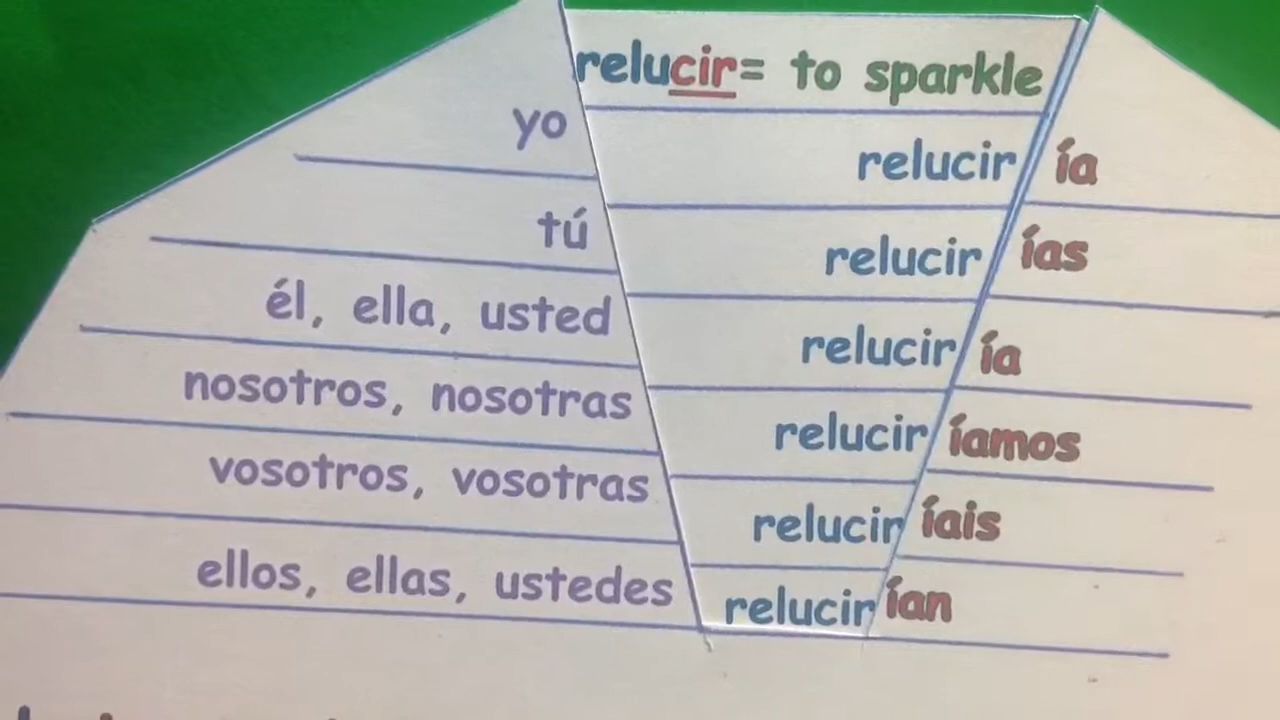 relucir= to sparkle
yo relucir ía
tú relucir ías
él, ella, usted relucir ía
nosotros, nosotras relucir íamos
vosotros, vosotras relucir íais
ellos, ellas, ustedes relucir ían